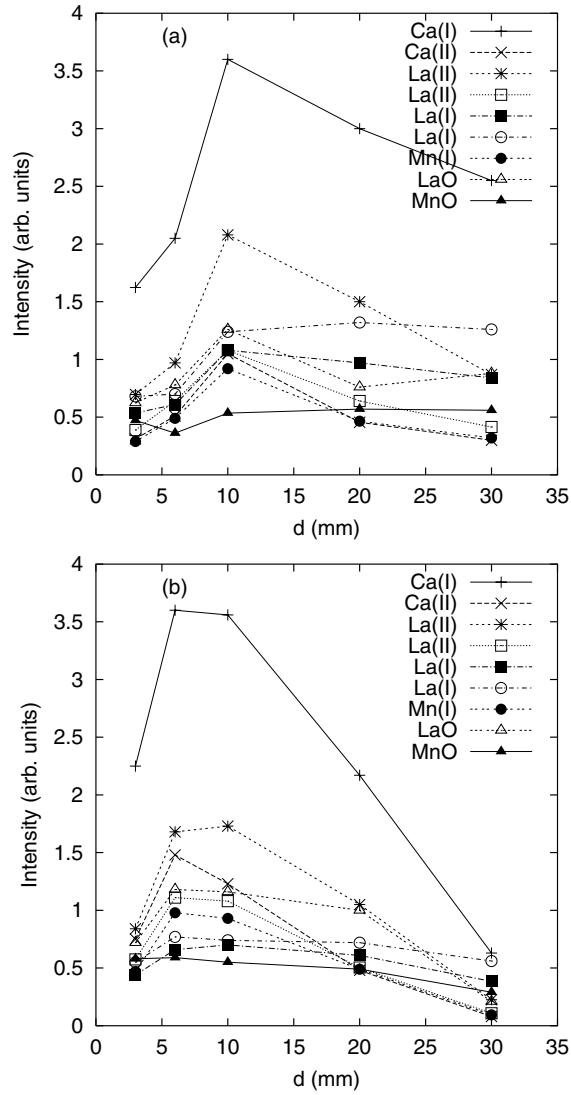 (a)
Ca(I)
Ca(II)
La(II)
La(II)
La(I)
La(I)
Mn(I)
LaO
MnO
4
3.5
3
2.5
2
1.5
1
0.5
0
Intensity (arb. units)
0 5 10 15 20 25 30 35
d (mm)
(b)
Ca(I)
Ca(II)
La(II)
La(II)
La(I)
La(I)
Mn(I)
LaO
MnO
4
3.5
3
2.5
2
1.5
1
0.5
0
Intensity (arb. units)
0 5 10 15 20 25 30 35
d (mm)